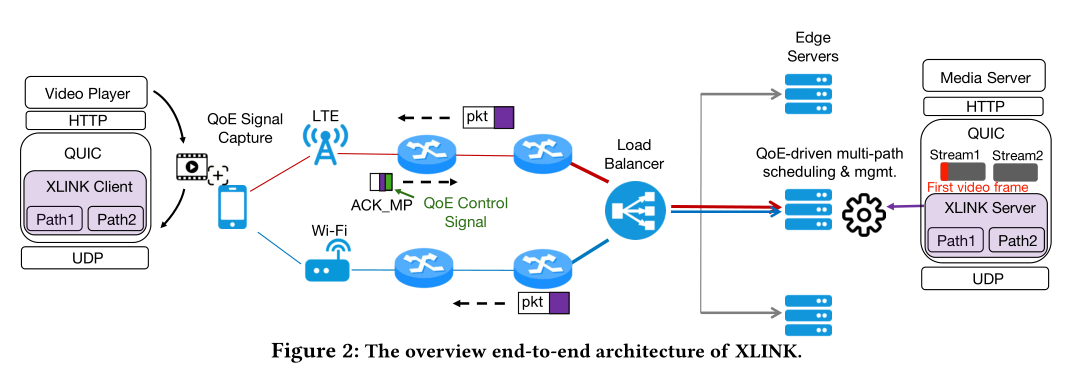 Video Player
HTTP
QUIC
XLINK Client
Path1
Path2
UDP
QoE Signal
Capture
LTE
pkt
ACK_MP
QoE Control
Signal
Wi-Fi
pkt
Load
Balancer
Edge
Servers
QoE-driven multi-path
scheduling & mgmt.
Media Server
HTTP
QUIC
Stream1
Stream2
First video frame
XLINK Server
Path1
Path2
UDP
Figure 2: The overview end-to-end architecture of XLINK.